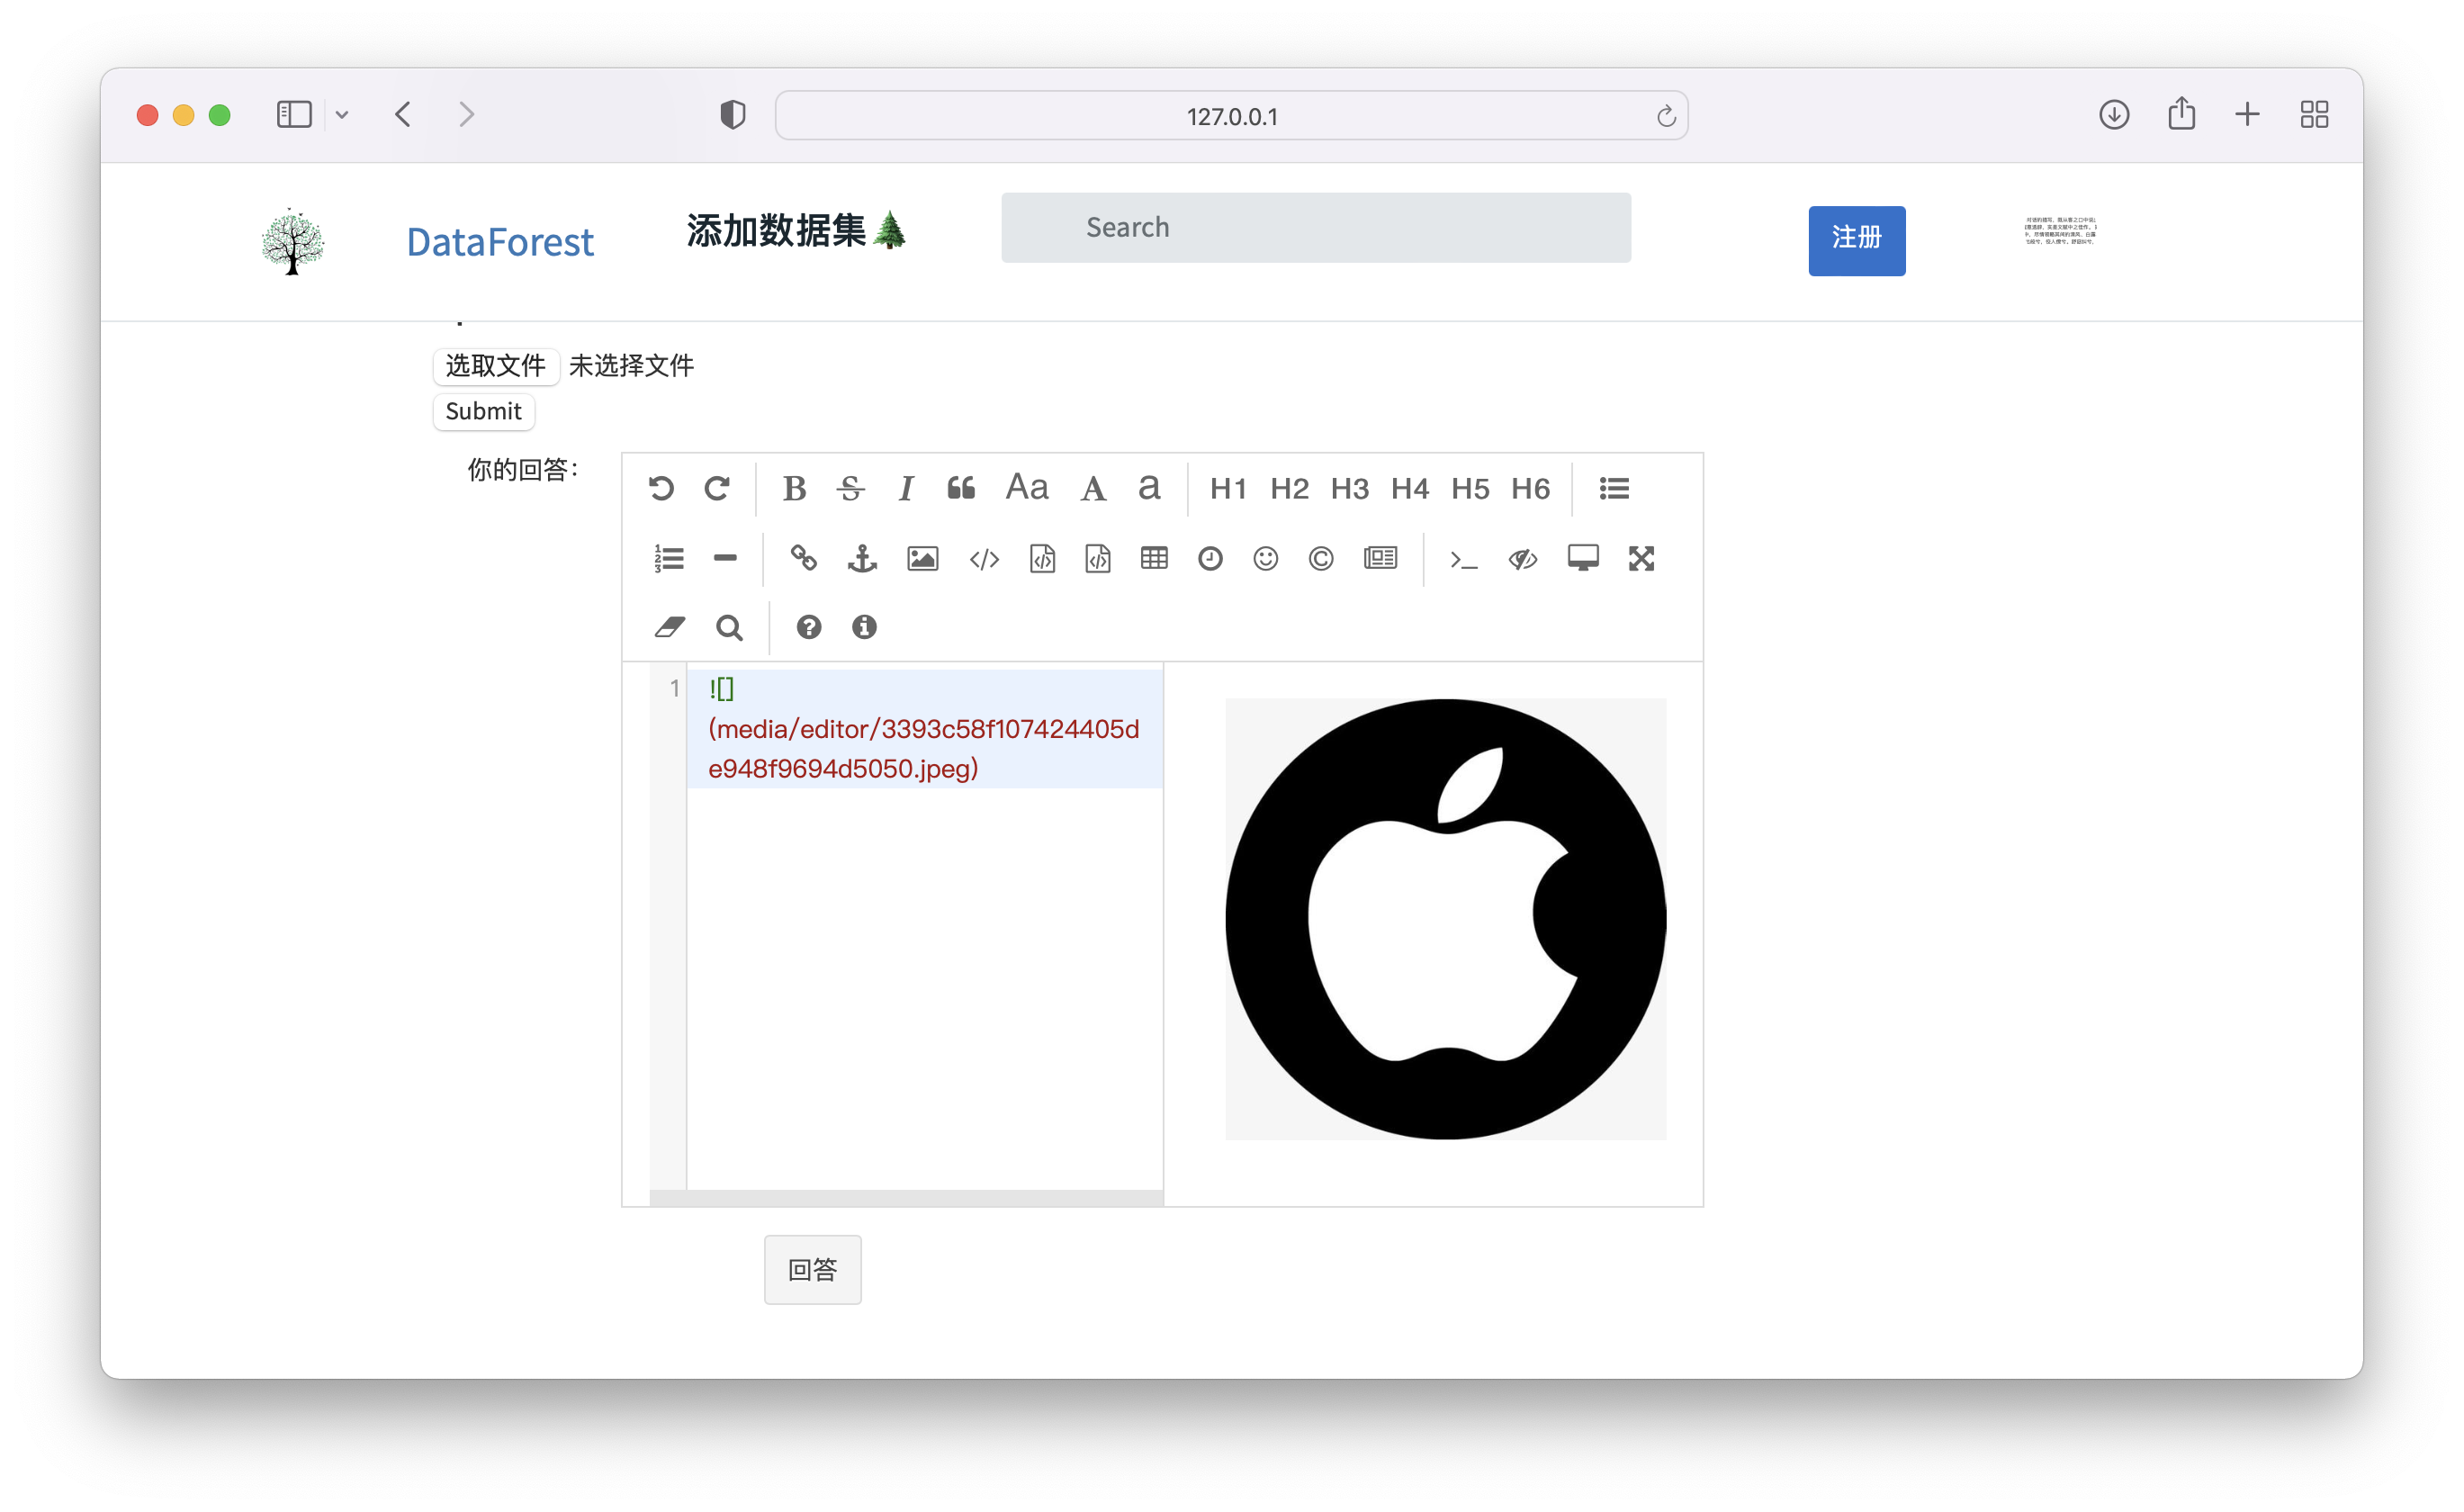 127.0.0.1
DataForest
添加数据集🌲
Search
注册
选取文件 未选择文件
Submit
你的回答：
B S I Aa A a H1 H2 H3 H4 H5 H6
1
![]
(media/editor/3393c58f107424405d
e948f9694d5050.jpeg)
回答